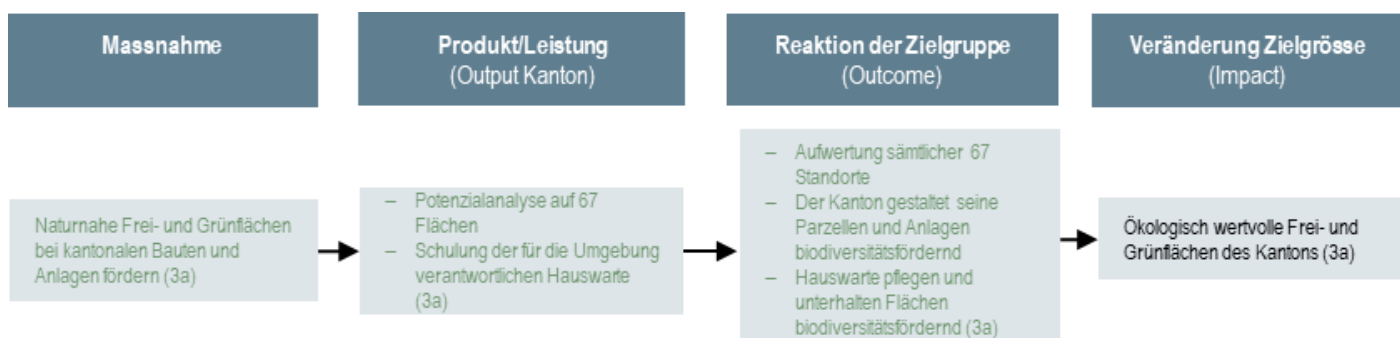 Massnahme
Produkt/Leistung
(Output Kanton)
Reaktion der Zielgruppe
(Outcome)
Veränderung Zielgrösse
(Impact)
Naturnahe Frei- und Grünflächen
bei kantonalen Bauten und
Anlagen fördern (3a)
– Potenzialanalyse auf 67
Flächen
– Schulung der für die Umgebung
verantwortlichen Hauswarte
(3a)
– Aufwertung sämtlicher 67
Standorte
– Der Kanton gestaltet seine
Parzellen und Anlagen
biodiversitätsfördernd
– Hauswarte pflegen und
unterhalten Flächen
biodiversitätsfördernd (3a)
Ökologisch wertvolle Frei- und
Grünflächen des Kantons (3a)